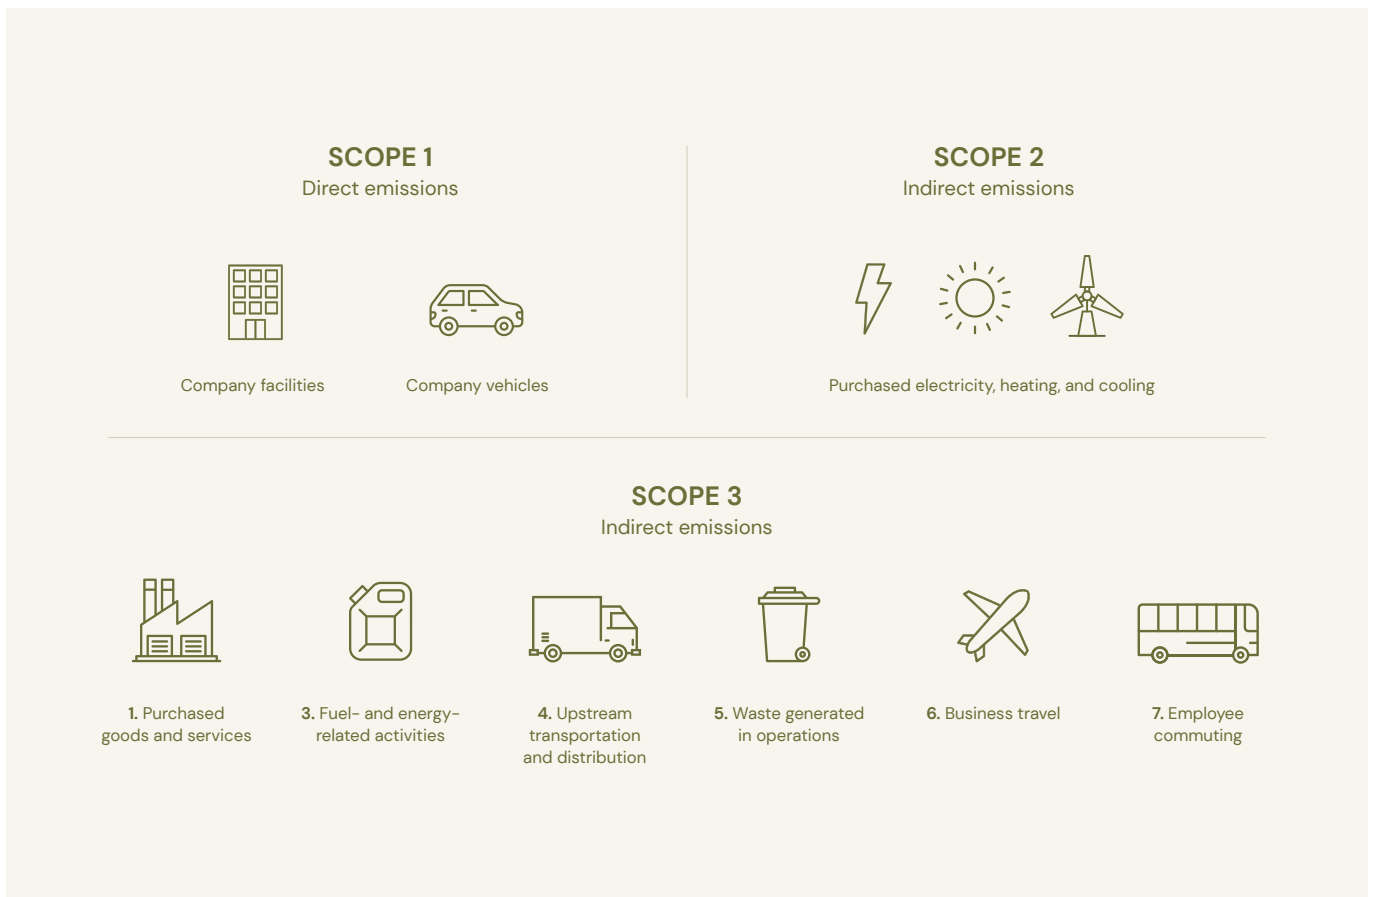 SCOPE 1
Direct emissions
Company facilities
Company vehicles
SCOPE 2
Indirect emissions
Purchased electricity, heating, and cooling
SCOPE 3
Indirect emissions
1. Purchased
goods and services
3. Fuel- and energy-
related activities
4. Upstream
transportation
and distribution
5. Waste generated
in operations
6. Business travel
7. Employee
commuting